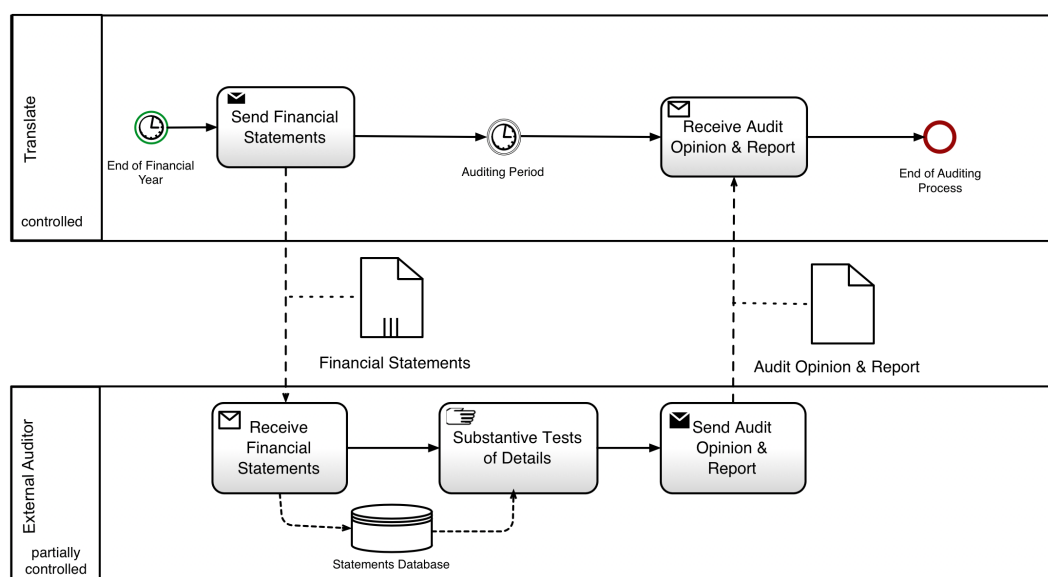 Translate
controlled
End of Financial
Year
Send Financial
Statements
Auditing Period
Receive Audit
Opinion & Report
End of Auditing
Process
Financial Statements
Audit Opinion & Report
External Auditor
partially
controlled
Receive
Financial
Statements
Substantive Tests
of Details
Send Audit
Opinion &
Report
Statements Database